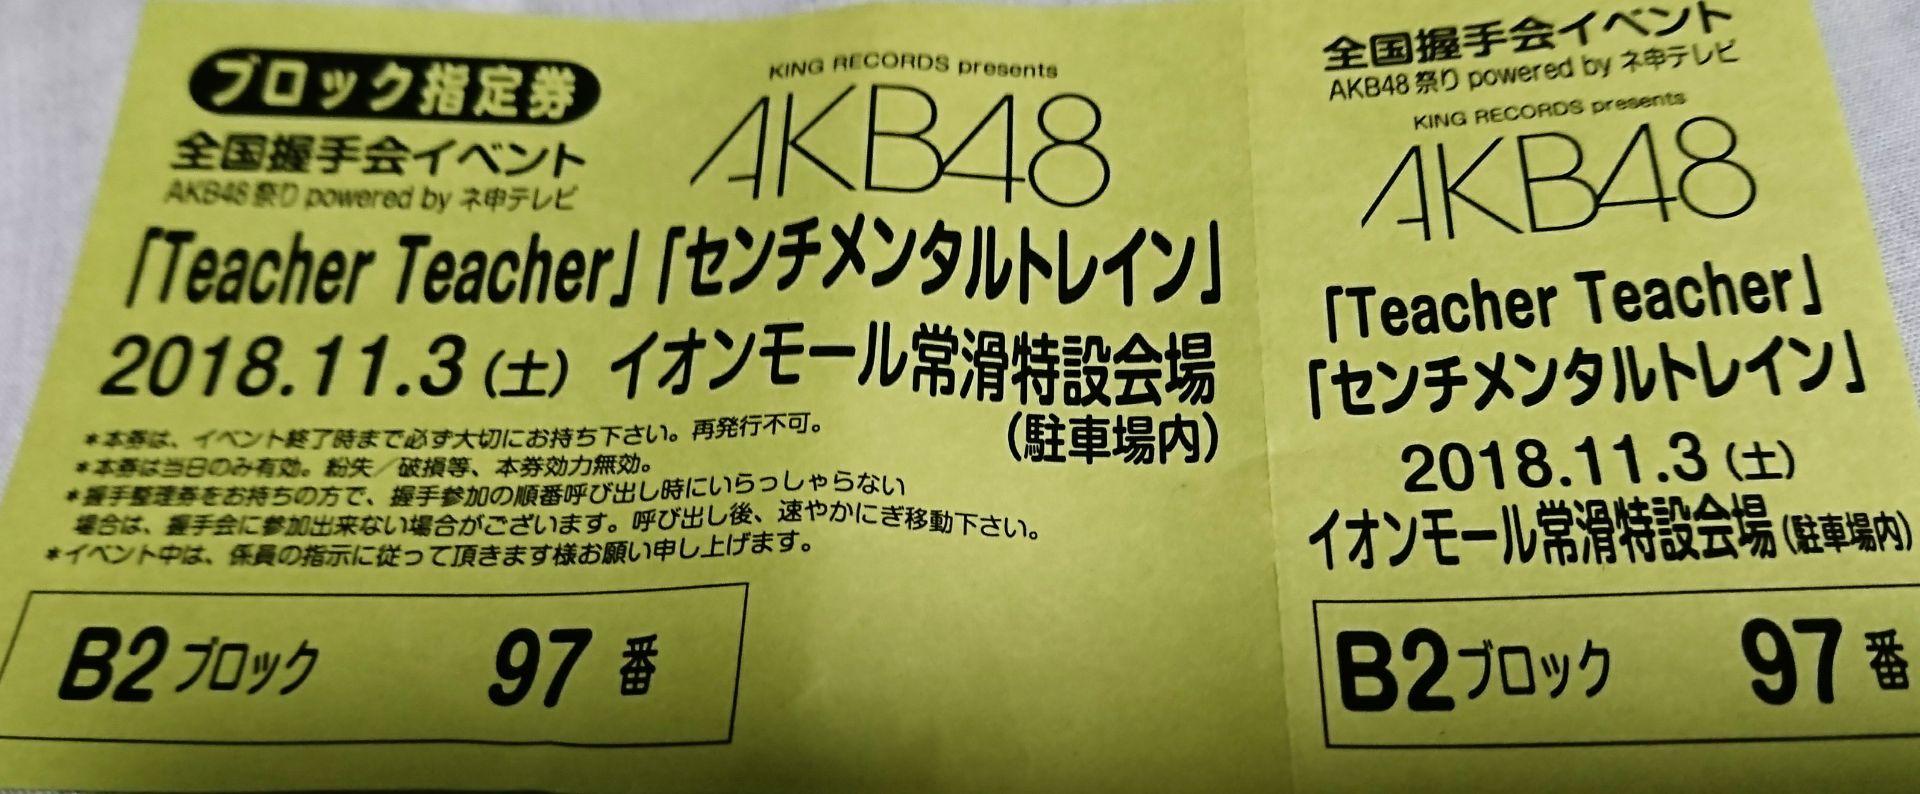 ブロック指定券
全国握手会イベント
AKB48祭り powered by ネ申テレビ
KING RECORDS presents
AKB48
「Teacher Teacher」「センチメンタルトレイン」
2018.11.3（土） イオンモール常滑特設会場
（駐車場内）
＊本券は、イベント終了時まで必ず大切にお持ち下さい。再発行不可。
＊本券は当日のみ有効。紛失／破損等、本券効力無効。
＊握手整理券をお持ちの方で、握手参加の順番呼び出し時にいらっしゃらない
場合は、握手会に参加出来ない場合がございます。呼び出し後、速やかにぎ移動下さい。
＊イベント中は、係員の指示に従って頂きます様お願い申し上げます。
B2ブロック 97番
全国握手会イベント
AKB48祭り powered by ネ申テレビ
KING RECORDS presents
AKB48
「Teacher Teacher」
「センチメンタルトレイン」
2018.11.3（土）
イオンモール常滑特設会場（駐車場内）
B2ブロック 97番